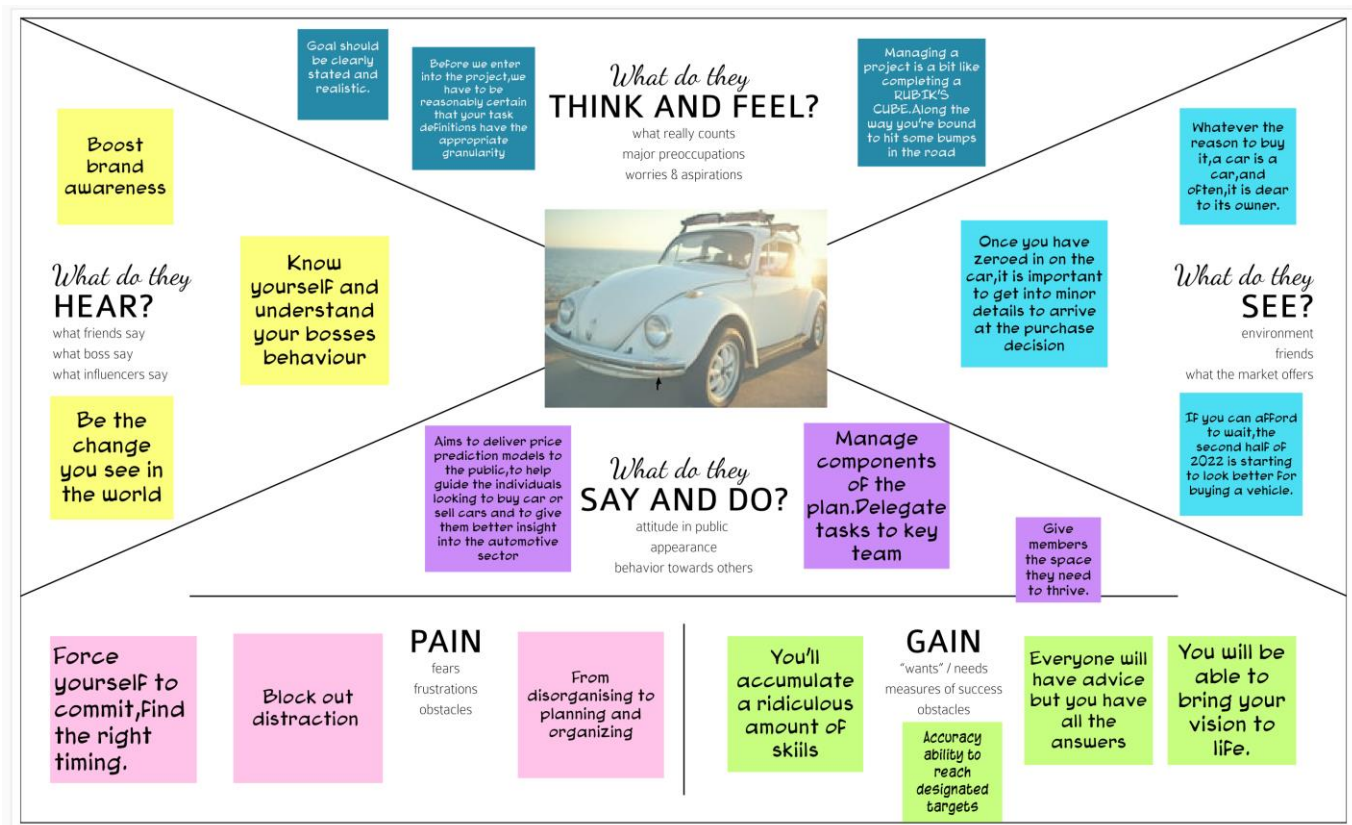 Goal should
be clearly
stated and
realistic.
Before we enter
into the project,we
have to be
reasonably certain
that your task
definitions have the
appropriate
granularity
What do they
THINK AND FEEL?
what really counts
major preoccupations
worries & aspirations
Managing a
project is a bit like
completing a
RUBIK'S
CUBE.Along the
way you're bound
to hit some bumps
in the road
Boost
brand
awareness
What do they
HEAR?
what friends say
what boss say
what influencers say
Know
yourself and
understand
your bosses
behaviour
Be the
change
you see in
the world
Whatever the
reason to buy
it,a car is a
car,and
often,it is dear
to its owner.
Once you have
zeroed in on the
car,it is important
to get into minor
details to arrive
at the purchase
decision
What do they
SEE?
environment
friends
what the market offers
If you can afford
to wait,the
second half of
2022 is starting
to look better for
buying a vehicle.
Aims to deliver price
prediction models to
the public,to help
guide the individuals
looking to buy car or
sell cars and to give
them better insight
into the automotive
sector
What do they
SAY AND DO?
attitude in public
appearance
behavior towards others
Manage
components
of the
plan.Delegate
tasks to key
team
Give
members
the space
they need
to thrive.
PAIN
fears
frustrations
obstacles
Force
yourself to
commit,find
the right
timing.
Block out
distraction
From
disorganising to
planning and
organizing
GAIN
"wants" / needs
measures of success
obstacles
You'll
accumulate
a ridiculous
amount of
skiils
Accuracy
ability to
reach
designated
targets
Everyone will
have advice
but you have
all the
answers
You will be
able to
bring your
vision to
life.